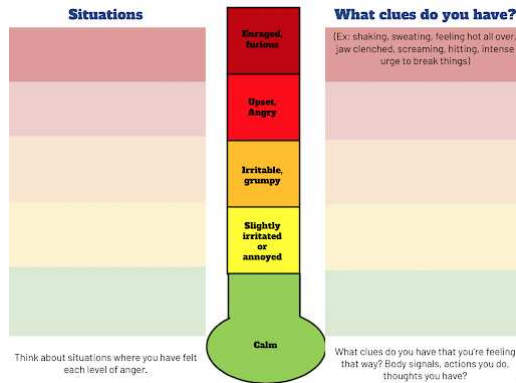 Situations
What clues do you have?
Enraged,
furious
(Ex: shaking, sweating, feeling hot all over,
jaw clenched, screaming, hitting, intense
urge to break things)
Upset,
Angry
Irritable,
grumpy
Slightly
irritated
or
annoyed
Calm
Think about situations where you have felt
each level of anger.
What clues do you have that you're feeling
that way? Body signals, actions you do,
thoughts you have?